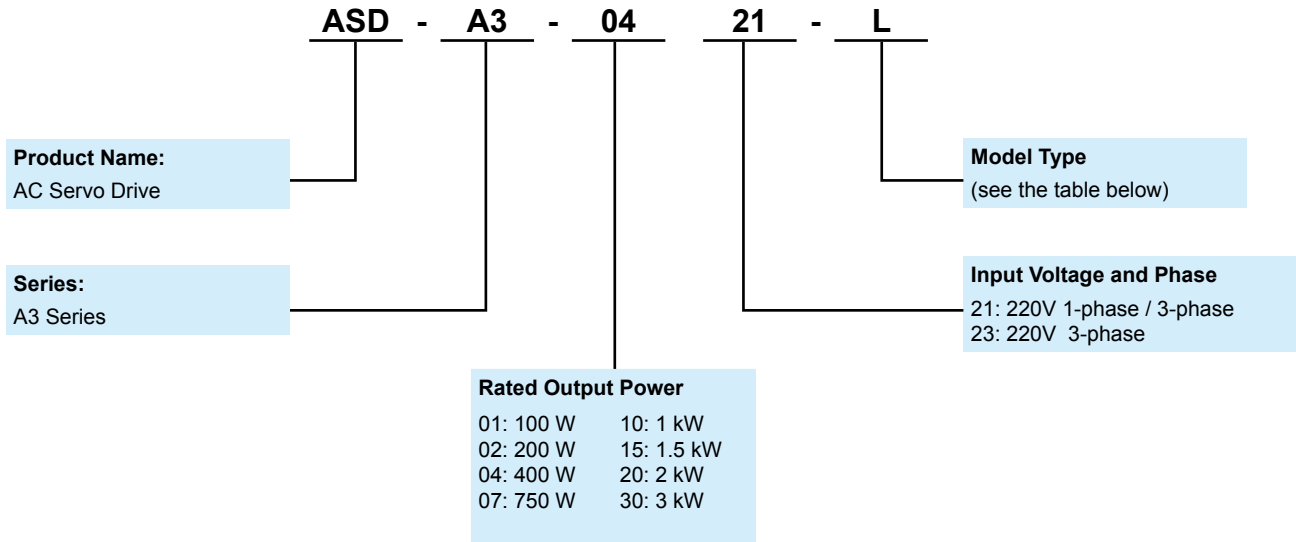 ASD - A3 - 04 21 - L
Product Name:
AC Servo Drive
Series:
A3 Series
Rated Output Power
01: 100 W 10: 1 kW
02: 200 W 15: 1.5 kW
04: 400 W 20: 2 kW
07: 750 W 30: 3 kW
Model Type
(see the table below)
Input Voltage and Phase
21: 220V 1-phase / 3-phase
23: 220V 3-phase